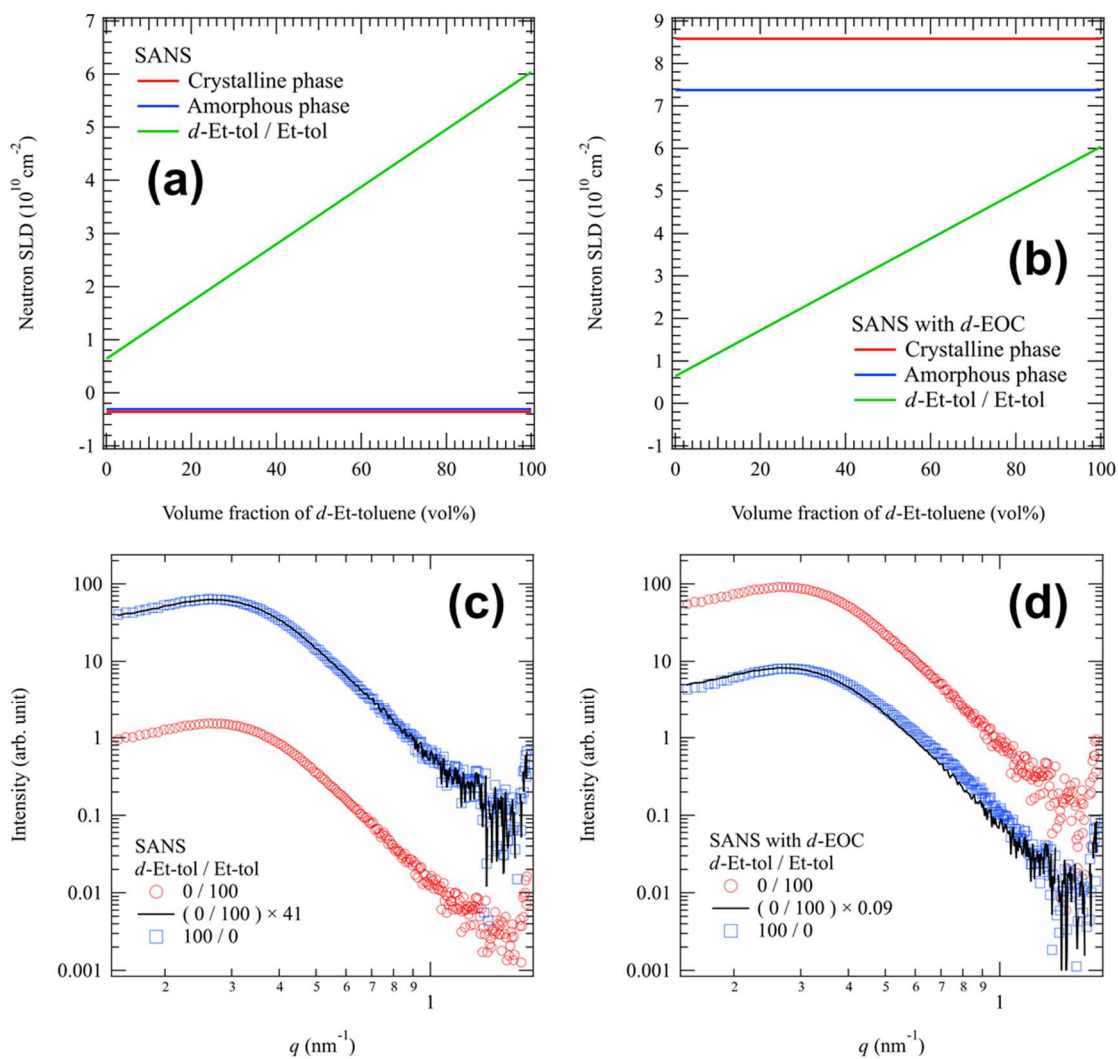 7
6
5
4
3
2
1
0
-1
Neutron SLD (10^10 cm^-2)
SANS
Crystalline phase
Amorphous phase
d-Et-tol / Et-tol
(a)
0 20 40 60 80 100
Volume fraction of d-Et-toluene (vol%)
9
8
7
6
5
4
3
2
1
0
-1
Neutron SLD (10^10 cm^-2)
(b)
SANS with d-EOC
Crystalline phase
Amorphous phase
d-Et-tol / Et-tol
0 20 40 60 80 100
Volume fraction of d-Et-toluene (vol%)
100
10
1
0.1
0.01
0.001
Intensity (arb. unit)
(c)
SANS
d-Et-tol / Et-tol
0 / 100
( 0 / 100 ) × 41
100 / 0
2 3 4 5 6 7 8 9 1
q (nm^-1)
100
10
1
0.1
0.01
0.001
Intensity (arb. unit)
(d)
SANS with d-EOC
d-Et-tol / Et-tol
0 / 100
( 0 / 100 ) × 0.09
100 / 0
2 3 4 5 6 7 8 9 1
q (nm^-1)